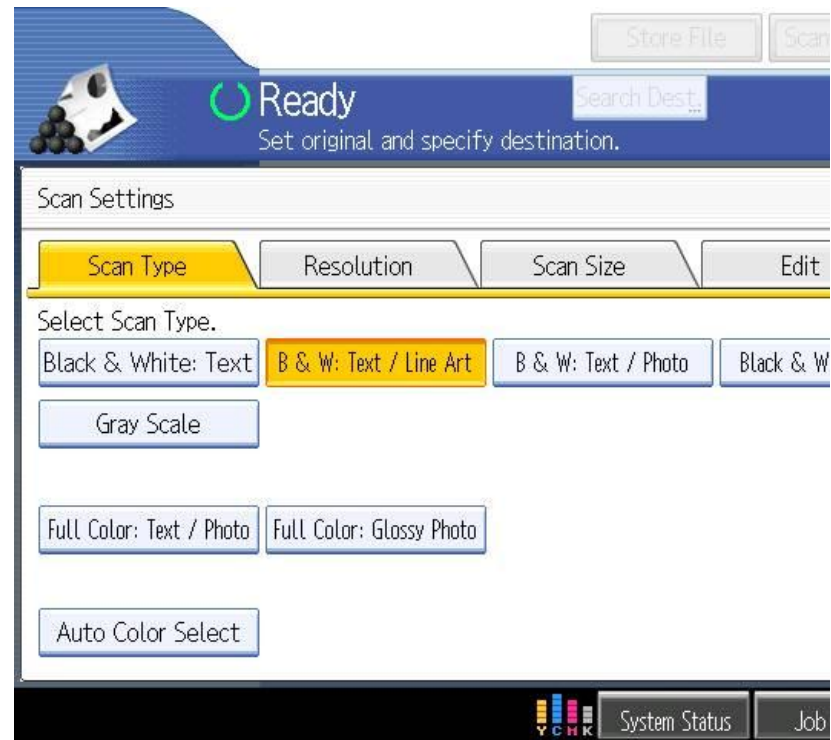 Store File Scan
Ready Search Dest.
Set original and specify destination.
Scan Settings
Scan Type Resolution Scan Size Edit
Select Scan Type.
Black & White: Text B & W: Text / Line Art B & W: Text / Photo Black & W
Gray Scale
Full Color: Text / Photo Full Color: Glossy Photo
Auto Color Select
Y C M K System Status Job